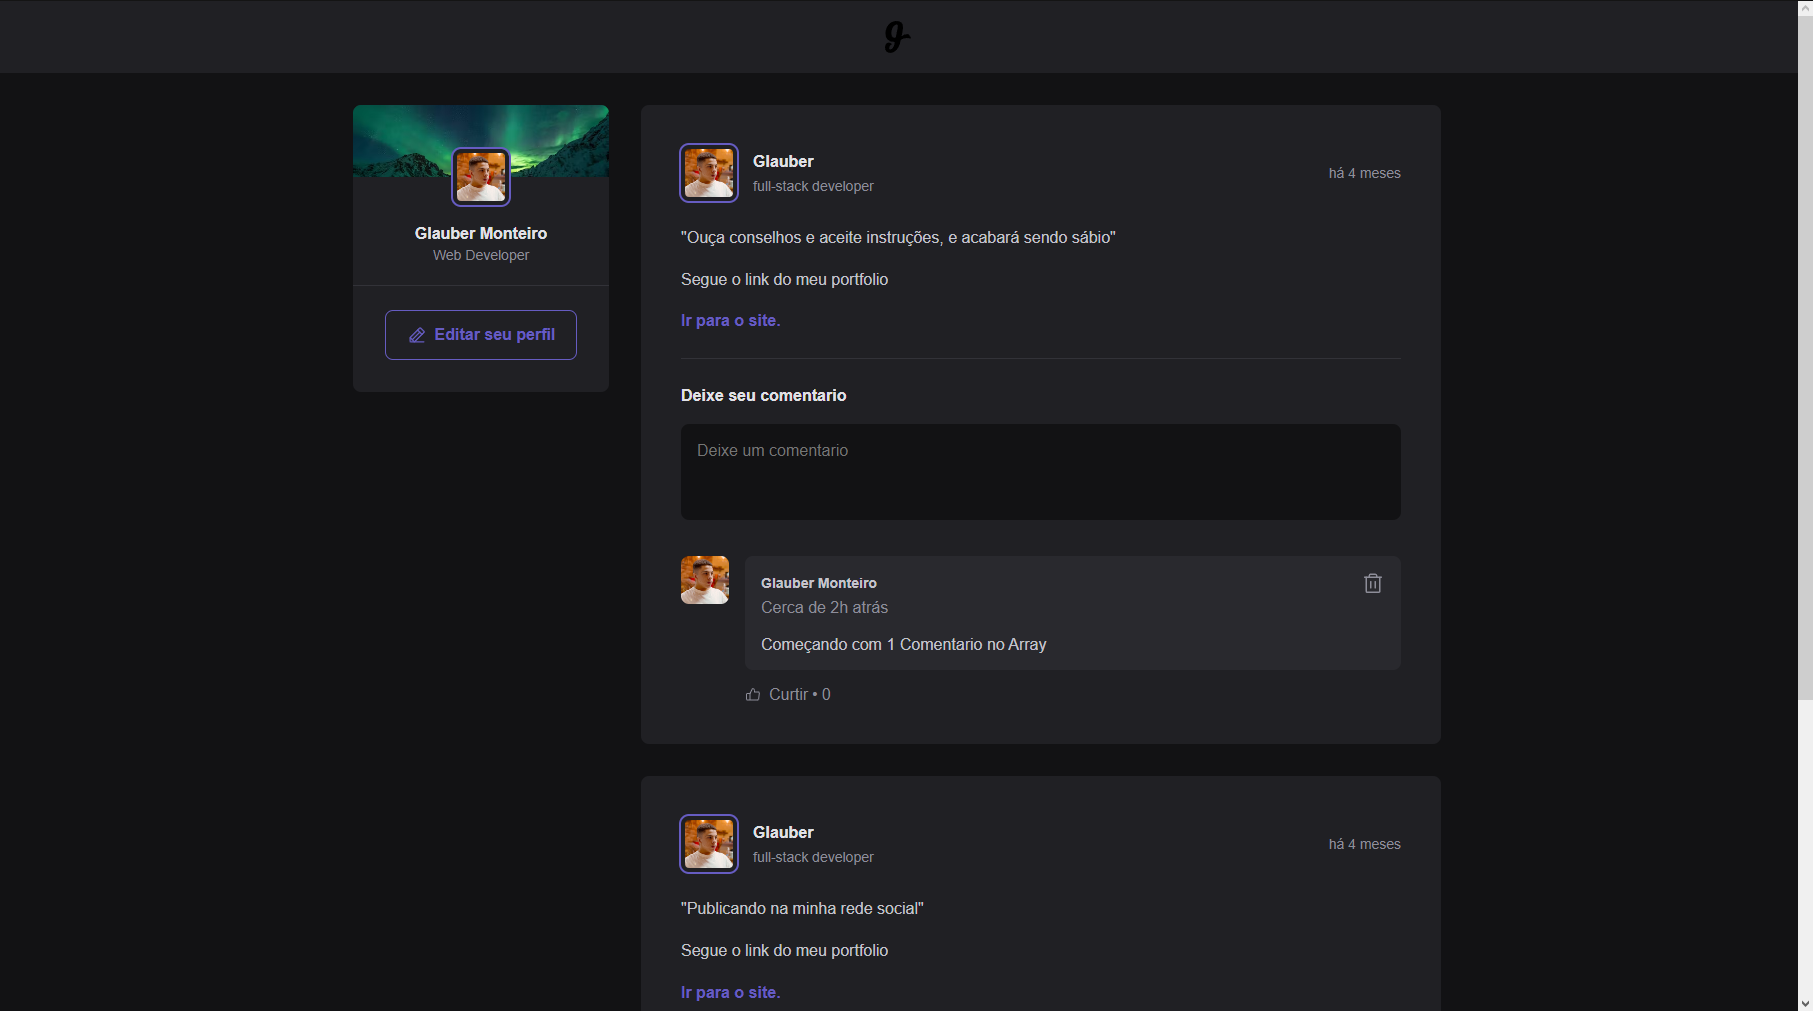 g
Glauber Monteiro
Web Developer
Editar seu perfil
Glauber
full-stack developer
há 4 meses
"Ouça conselhos e aceite instruções, e acabará sendo sábio"
Segue o link do meu portfolio
Ir para o site.
Deixe seu comentario
Deixe um comentario
Glauber Monteiro
Cerca de 2h atrás
Começando com 1 Comentario no Array
Curtir • 0
Glauber
full-stack developer
há 4 meses
"Publicando na minha rede social"
Segue o link do meu portfolio
Ir para o site.